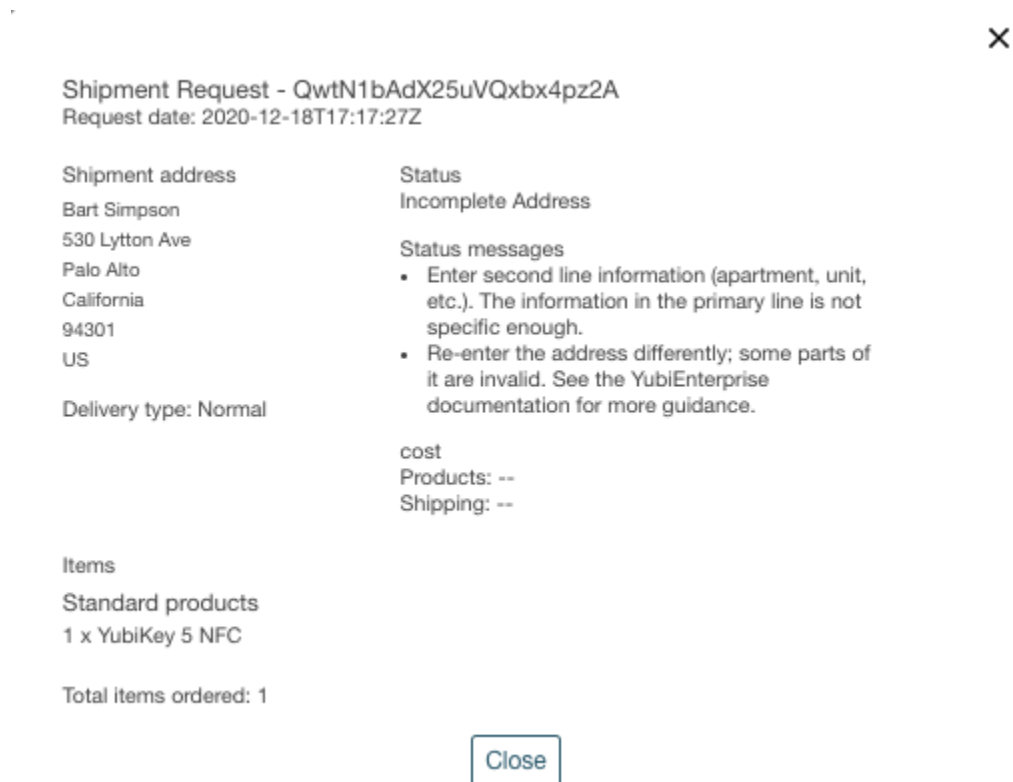 Shipment Request - QwtN1bAdX25uVQxbx4pz2A
Request date: 2020-12-18T17:17:27Z
Shipment address
Bart Simpson
530 Lytton Ave
Palo Alto
California
94301
US
Delivery type: Normal
Status
Incomplete Address
Status messages
• Enter second line information (apartment, unit,
etc.). The information in the primary line is not
specific enough.
• Re-enter the address differently; some parts of
it are invalid. See the YubiEnterprise
documentation for more guidance.
cost
Products: --
Shipping: --
Items
Standard products
1 x YubiKey 5 NFC
Total items ordered: 1
Close